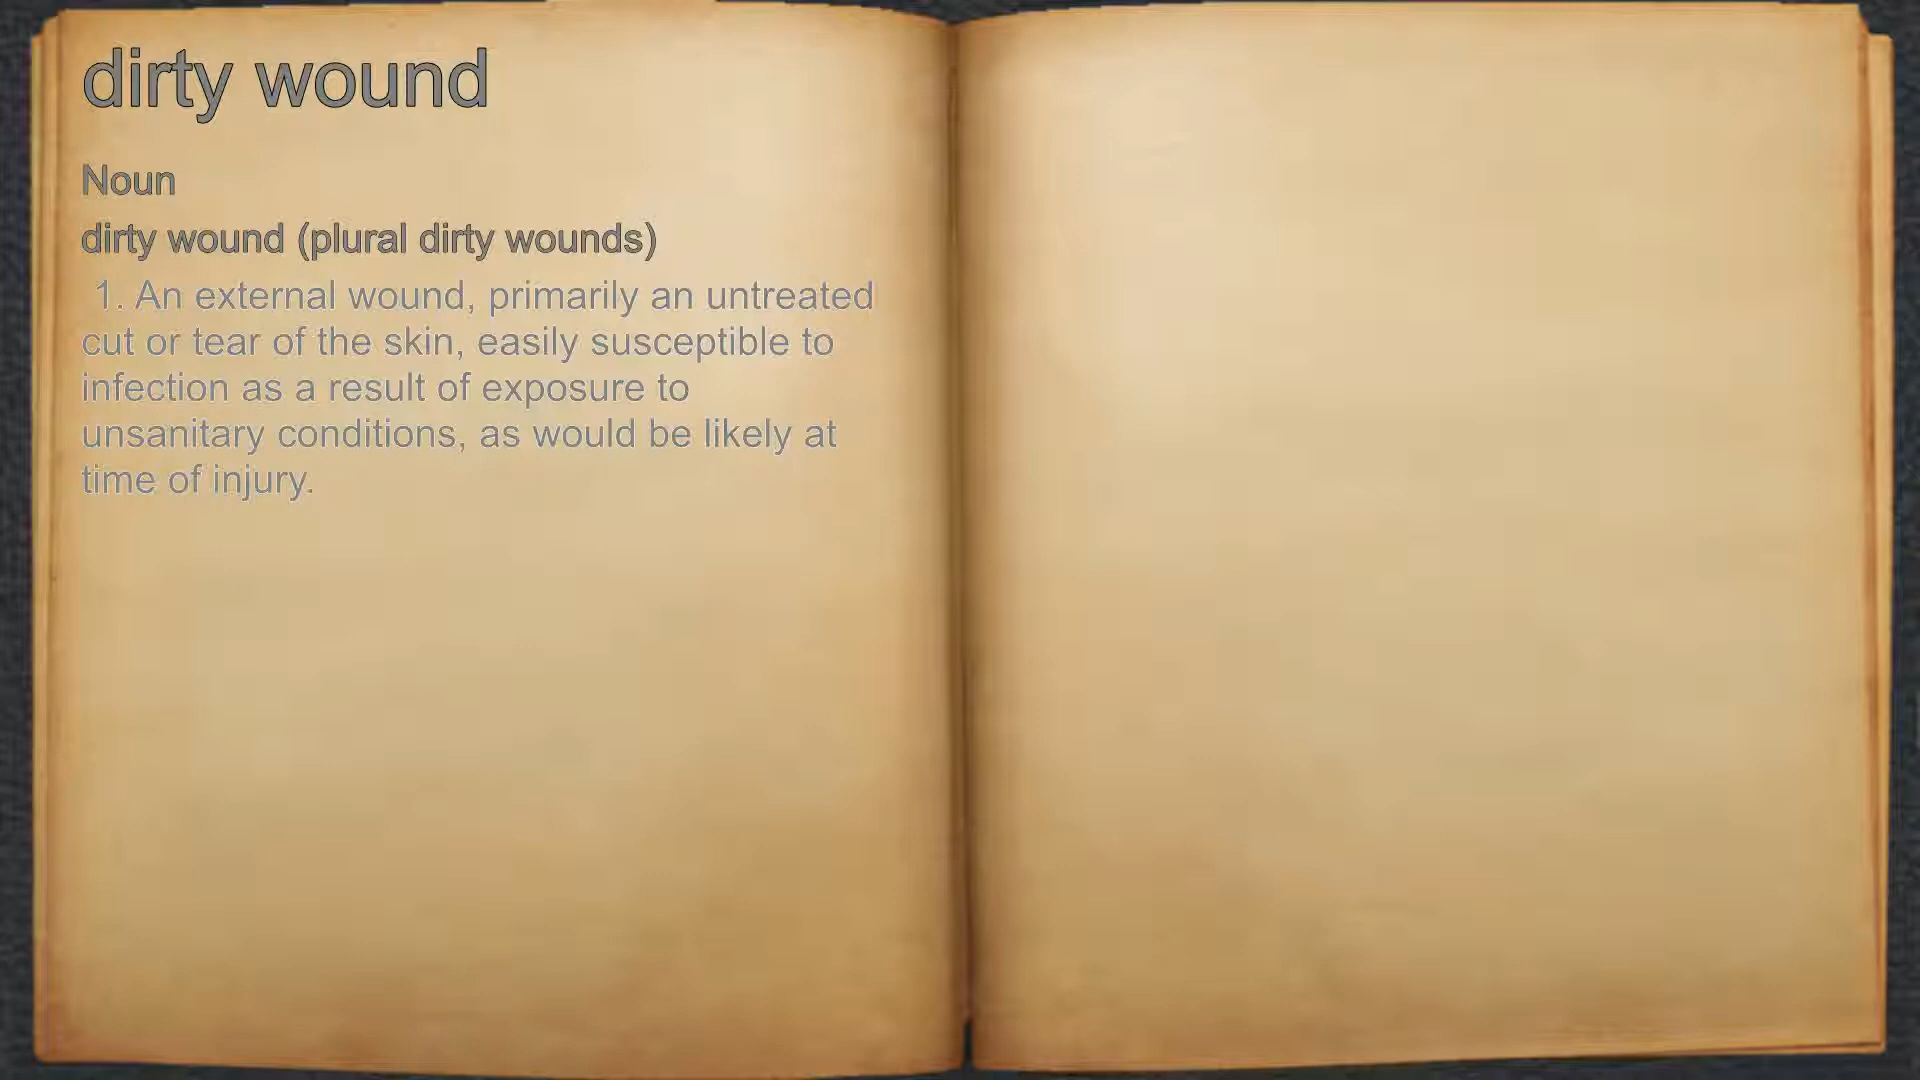 dirty wound
Noun
dirty wound (plural dirty wounds)
1. An external wound, primarily an untreated
cut or tear of the skin, easily susceptible to
infection as a result of exposure to
unsanitary conditions, as would be likely at
time of injury.